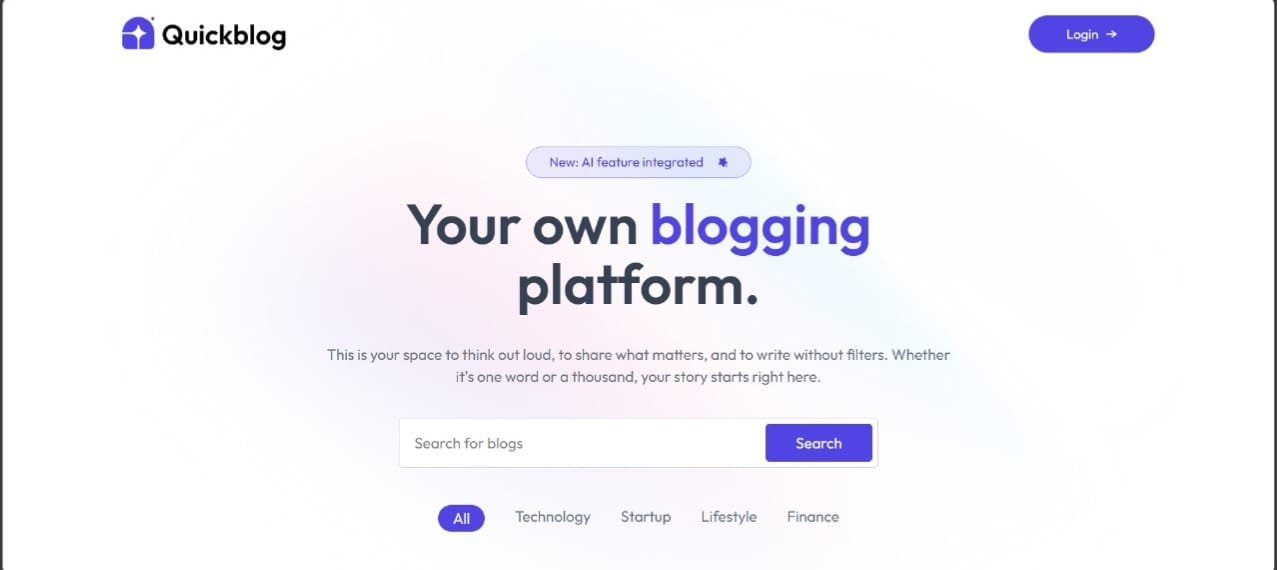 Quickblog
Login →
New: AI feature integrated
Your own blogging
platform.
This is your space to think out loud, to share what matters, and to write without filters. Whether
it's one word or a thousand, your story starts right here.
Search for blogs
Search
All
Technology
Startup
Lifestyle
Finance